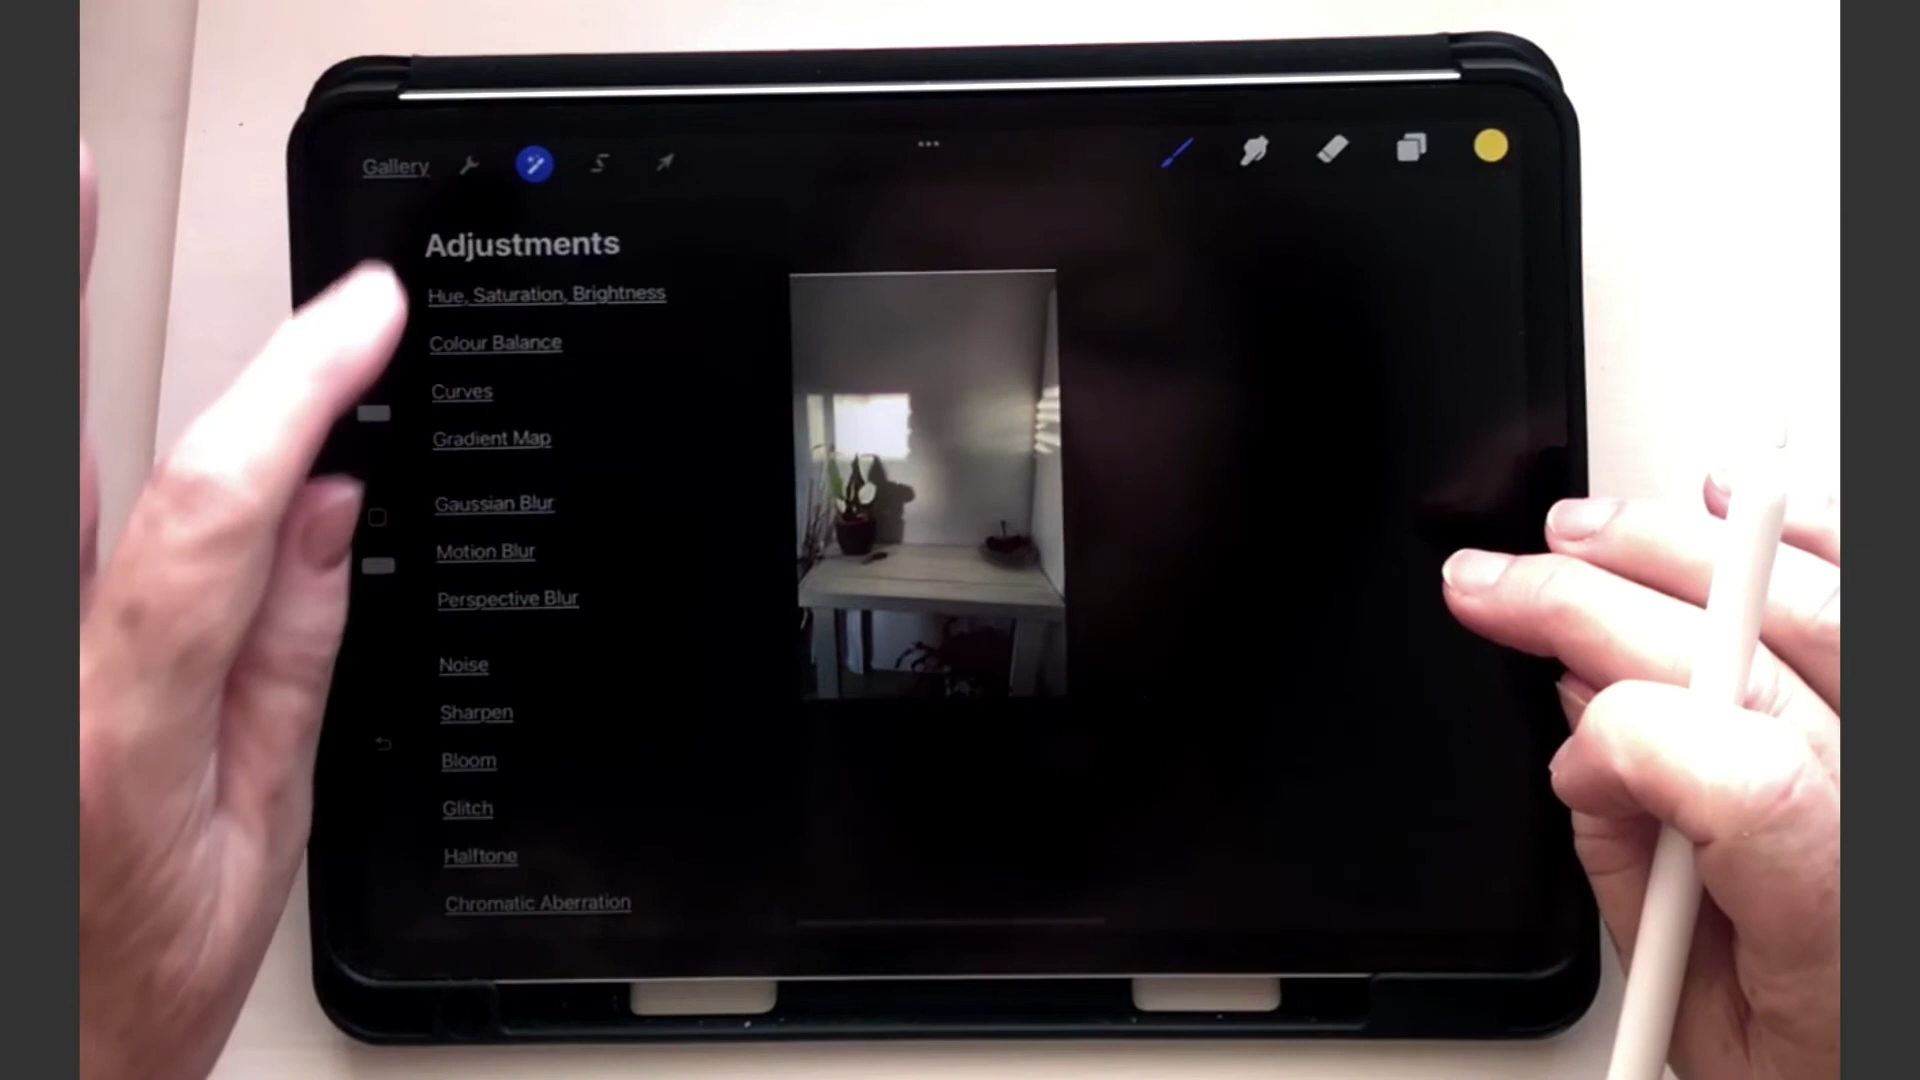 Gallery
Adjustments
Hue, Saturation, Brightness
Colour Balance
Curves
Gradient Map
Gaussian Blur
Motion Blur
Perspective Blur
Noise
Sharpen
Bloom
Glitch
Halftone
Chromatic Aberration